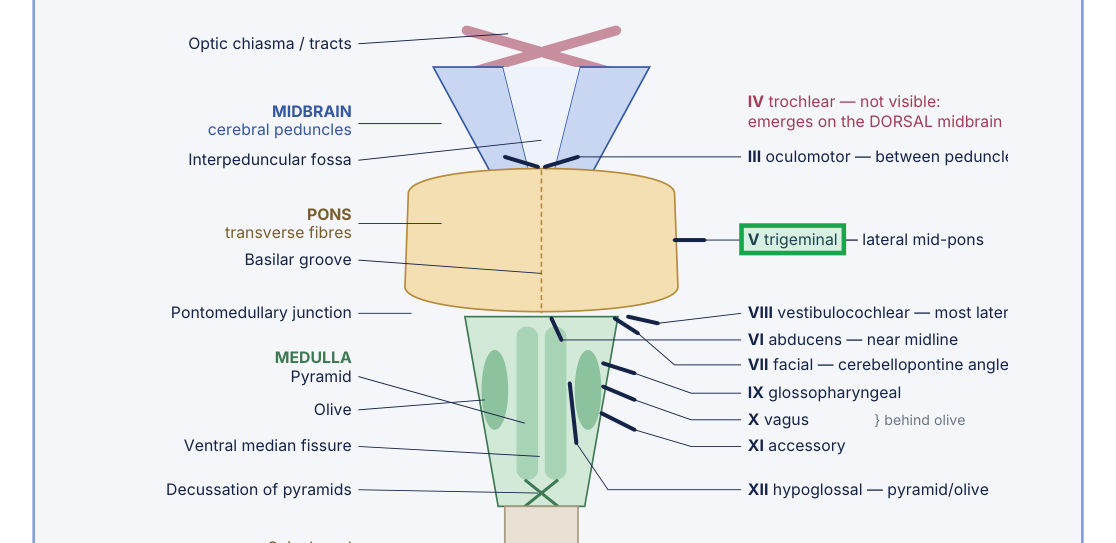 Optic chiasma / tracts
MIDBRAIN
cerebral peduncles
Interpeduncular fossa
PONS
transverse fibres
Basilar groove
Pontomedullary junction
MEDULLA
Pyramid
Olive
Ventral median fissure
Decussation of pyramids
IV trochlear — not visible:
emerges on the DORSAL midbrain
III oculomotor — between
V trigeminal — lateral mid-pons
VIII vestibulocochlear — most
VI abducens — near midline
VII facial — cerebellopontine angle
IX glossopharyngeal
X vagus } behind olive
XI accessory
XII hypoglossal — pyramid/olive